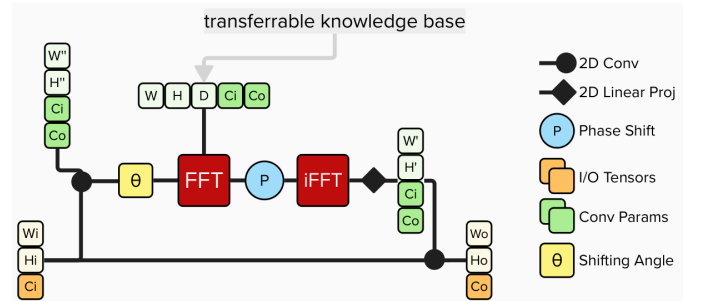 transferrable knowledge base
W"
H"
Ci
Co
W H D Ci Co
θ
FFT
P
iFFT
W'
H'
Ci
Co
Wi
Hi
Ci
Wo
Ho
Co
2D Conv
2D Linear Proj
P Phase Shift
I/O Tensors
Conv Params
θ Shifting Angle